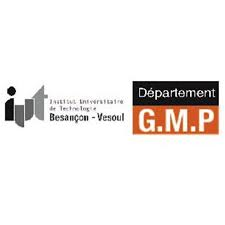 iut
Institut Universitaire
de Technologie
Besançon - Vesoul
Département
G.M.P